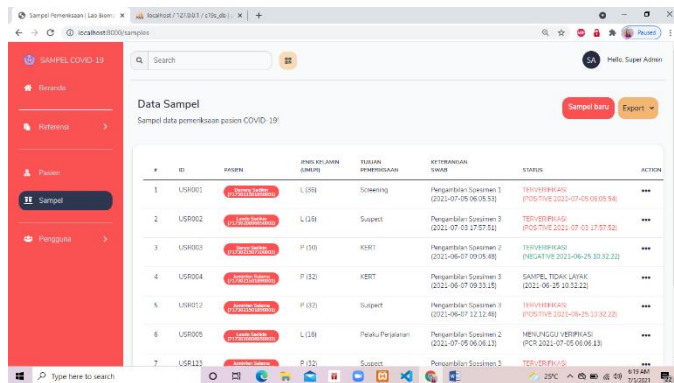 Sampel Pemeriksaan | Lao Biom
localhost / 127.0.0.1 / c19s_db |
localhost:8000/samples
Paused
SAMPEL COVID-19
Search
SA
Hello, Super Admin
Beranda
Data Sampel
Sampel data pemeriksaan pasien COVID-19!
Sampel baru
Export
Referensi
Pasien
Sampel
Pengguna
# ID PASIEN JENIS KELAMIN (UMUR) TUJUAN PEMERIKSAAN KETERANGAN SWAB STATUS ACTION
1 USR001 L (36) Screening Pengambilan Spesimen 1 TERVERIFIKASI
(2021-07-05 06:05:53) (POSITIVE 2021-07-05 06:05:54)
2 USR002 L (16) Suspect Pengambilan Spesimen 3 TERVERIFIKASI
(2021-07-03 17:57:51) (POSITIVE 2021-07-03 17:57:52)
3 USR003 P (50) KERT Pengambilan Spesimen 2 TERVERIFIKASI
(2021-06-07 09:05:48) (NEGATIVE 2021-06-25 10:32:22)
4 USR004 P (32) KERT Pengambilan Spesimen 3 SAMPEL TIDAK LAYAK
(2021-06-07 09:33:15) (2021-06-25 10:32:22)
5 USR012 P (32) Suspect Pengambilan Spesimen 3 TERVERIFIKASI
(2021-06-07 12:12:46) (POSITIVE 2021-06-25 10:32:22)
6 USR005 L (16) Pelaku Perjalanan Pengambilan Spesimen 2 MENUNGGU VERIFIKASI
(2021-07-05 06:06:13) (PCR 2021-07-05 06:06:13)
7 USR123 P (32) Suspect Pengambilan Spesimen 3 TERVERIFIKASI
Type here to search
25°C
6:19 AM
7/5/2021